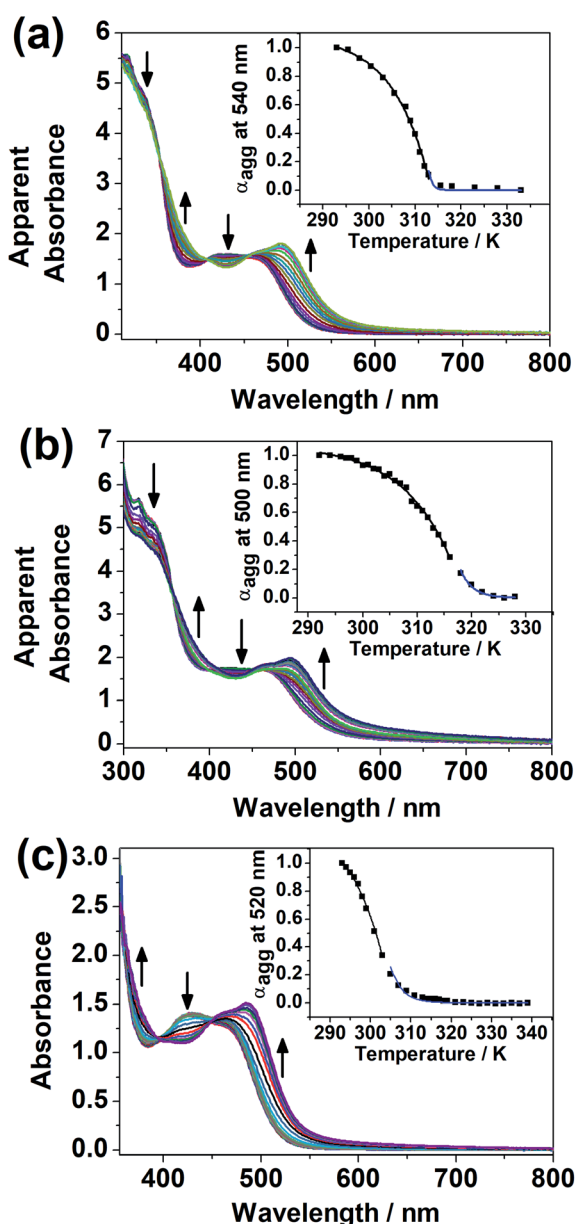 (a)
6
5
4
3
2
1
0
Apparent
Absorbance
400 500 600 700 800
Wavelength / nm
1.0
0.8
0.6
0.4
0.2
0.0
αagg at 540 nm
290 300 310 320 330
Temperature / K
(b)
7
6
5
4
3
2
1
0
Apparent
Absorbance
300 400 500 600 700 800
Wavelength / nm
1.0
0.8
0.6
0.4
0.2
0.0
αagg at 500 nm
290 300 310 320 330
Temperature / K
(c)
3.0
2.5
2.0
1.5
1.0
0.5
0.0
Absorbance
400 500 600 700 800
Wavelength / nm
1.0
0.8
0.6
0.4
0.2
0.0
αagg at 520 nm
290 300 310 320 330 340
Temperature / K